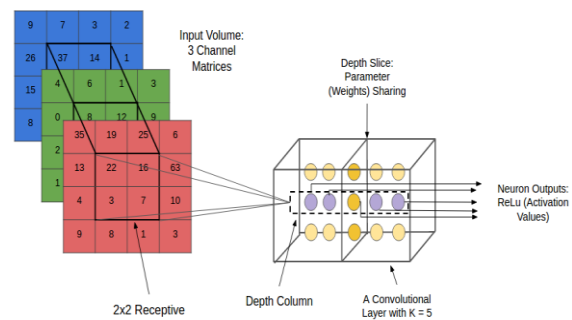 Input Volume:
3 Channel
Matrices
9 7 3 2
26 37 14 1
15
8
4 6 1 3
0 8 12 9
2
1
35 19 25 6
13 22 16 63
4 3 7 10
9 8 1 3
2x2 Receptive
Depth Slice:
Parameter
(Weights) Sharing
Neuron Outputs:
ReLu (Activation
Values)
Depth Column
A Convolutional
Layer with K = 5